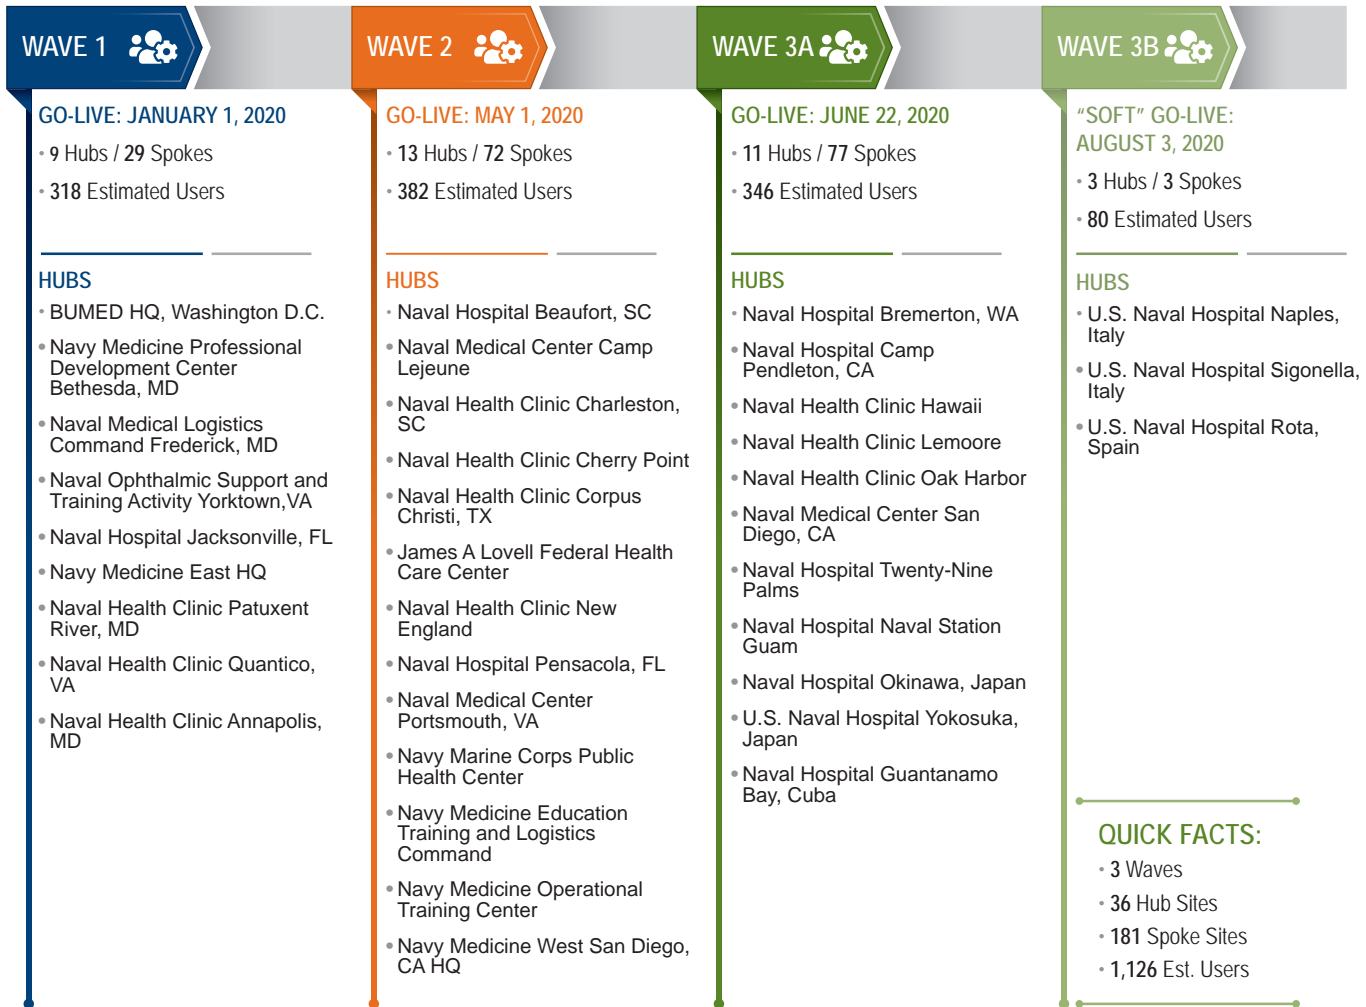 WAVE 1
GO-LIVE: JANUARY 1, 2020
• 9 Hubs / 29 Spokes
• 318 Estimated Users
HUBS
• BUMED HQ, Washington D.C.
• Navy Medicine Professional
Development Center
Bethesda, MD
• Naval Medical Logistics
Command Frederick, MD
• Naval Ophthalmic Support and
Training Activity Yorktown,VA
• Naval Hospital Jacksonville, FL
• Navy Medicine East HQ
• Naval Health Clinic Patuxent
River, MD
• Naval Health Clinic Quantico,
VA
• Naval Health Clinic Annapolis,
MD
WAVE 2
GO-LIVE: MAY 1, 2020
• 13 Hubs / 72 Spokes
• 382 Estimated Users
HUBS
• Naval Hospital Beaufort, SC
• Naval Medical Center Camp
Lejeune
• Naval Health Clinic Charleston,
SC
• Naval Health Clinic Cherry Point
• Naval Health Clinic Corpus
Christi, TX
• James A Lovell Federal Health
Care Center
• Naval Health Clinic New
England
• Naval Hospital Pensacola, FL
• Naval Medical Center
Portsmouth, VA
• Navy Marine Corps Public
Health Center
• Navy Medicine Education
Training and Logistics
Command
• Navy Medicine Operational
Training Center
• Navy Medicine West San Diego,
CA HQ
WAVE 3A
GO-LIVE: JUNE 22, 2020
• 11 Hubs / 77 Spokes
• 346 Estimated Users
HUBS
• Naval Hospital Bremerton, WA
• Naval Hospital Camp
Pendleton, CA
• Naval Health Clinic Hawaii
• Naval Health Clinic Lemoore
• Naval Health Clinic Oak Harbor
• Naval Medical Center San
Diego, CA
• Naval Hospital Twenty-Nine
Palms
• Naval Hospital Naval Station
Guam
• Naval Hospital Okinawa, Japan
• U.S. Naval Hospital Yokosuka,
Japan
• Naval Hospital Guantanamo
Bay, Cuba
WAVE 3B
“SOFT” GO-LIVE:
AUGUST 3, 2020
• 3 Hubs / 3 Spokes
• 80 Estimated Users
HUBS
• U.S. Naval Hospital Naples,
Italy
• U.S. Naval Hospital Sigonella,
Italy
• U.S. Naval Hospital Rota,
Spain
QUICK FACTS:
• 3 Waves
• 36 Hub Sites
• 181 Spoke Sites
• 1,126 Est. Users